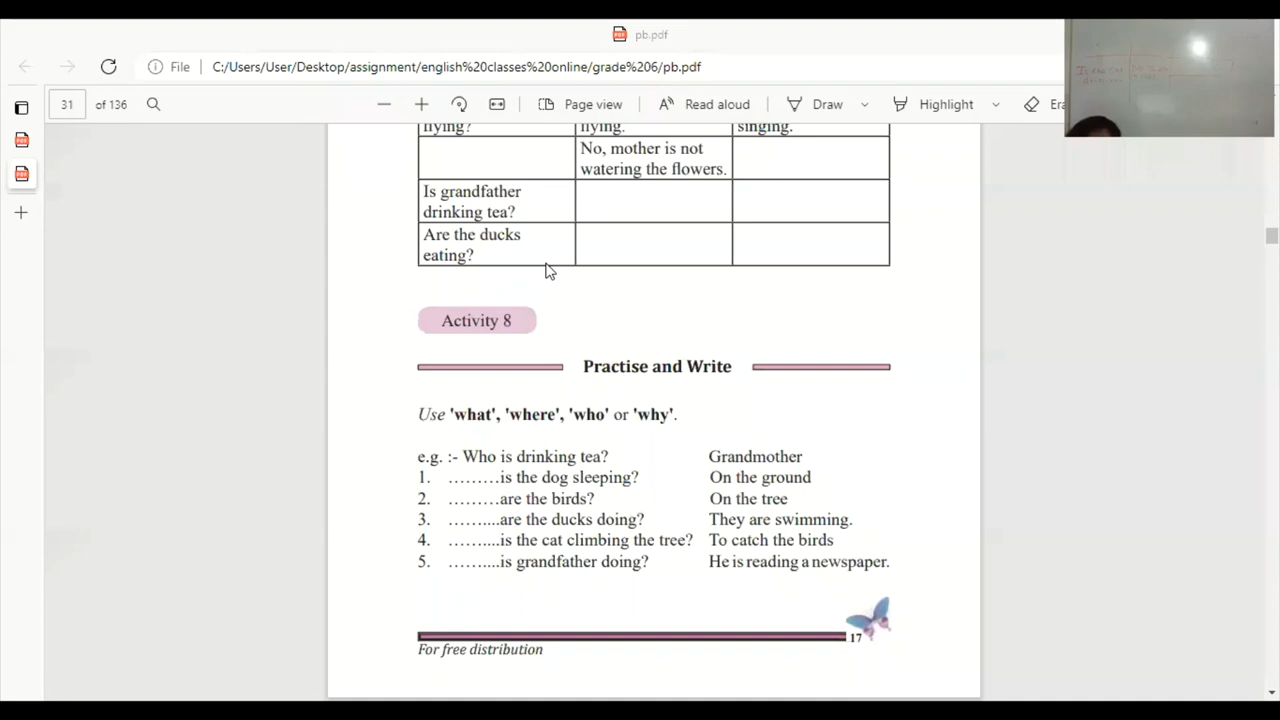 pb.pdf
File C:/Users/User/Desktop/assignment/english%20classes%20online/grade%206/pb.pdf
31 of 136 Page view Read aloud Draw Highlight
flying? flying. singing.
No, mother is not
watering the flowers.
Is grandfather
drinking tea?
Are the ducks
eating?
Activity 8
Practise and Write
Use 'what', 'where', 'who' or 'why'.
e.g. :- Who is drinking tea? Grandmother
1. .........is the dog sleeping? On the ground
2. .........are the birds? On the tree
3. ..........are the ducks doing? They are swimming.
4. ..........is the cat climbing the tree? To catch the birds
5. ..........is grandfather doing? He is reading a newspaper.
17
For free distribution